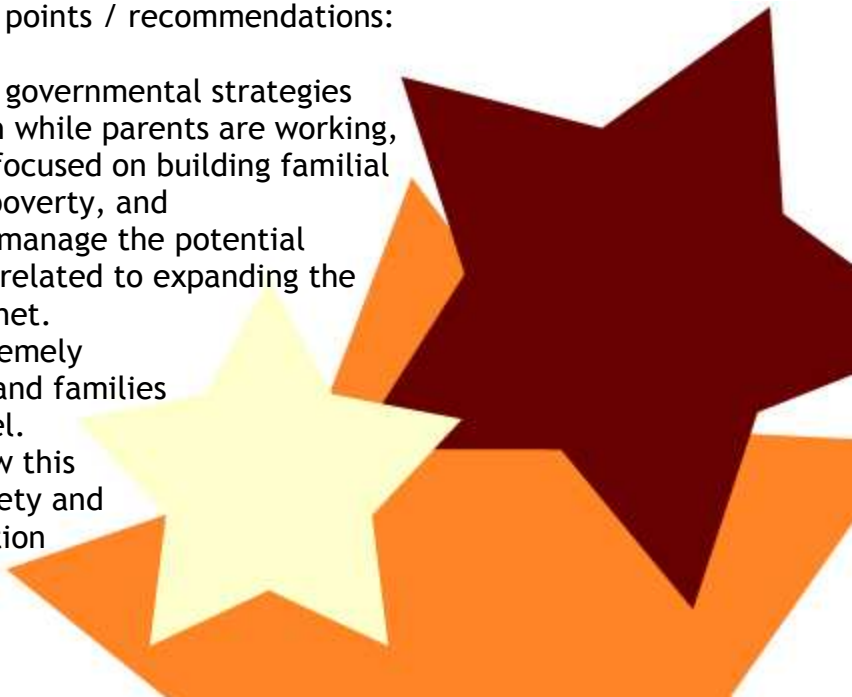 points / recommendations:
governmental strategies
while parents are working,
focused on building familial
poverty, and
manage the potential
related to expanding the
net.
emely
and families
el.
w this
ety and
tion